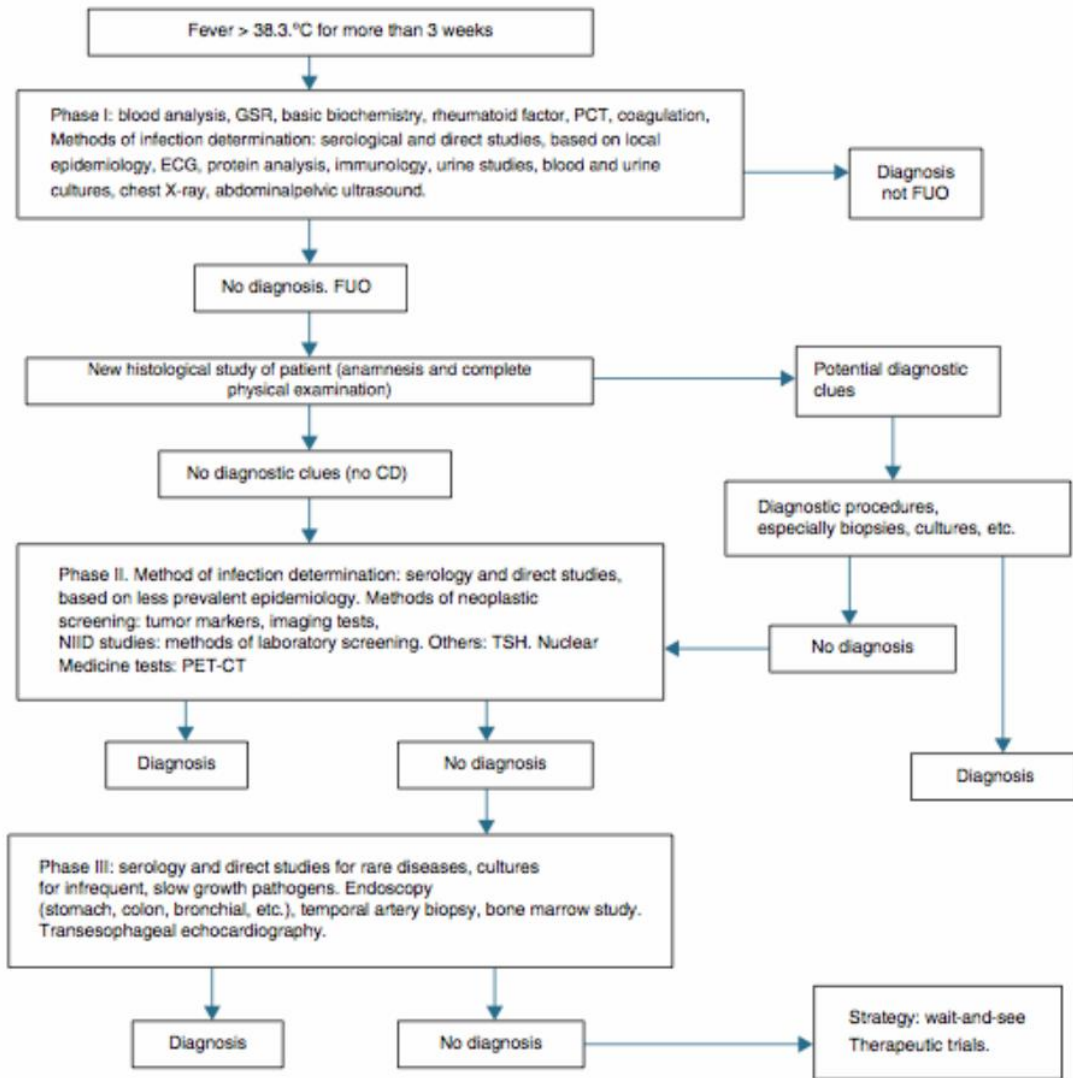 Fever > 38.3.ºC for more than 3 weeks
Phase I: blood analysis, GSR, basic biochemistry, rheumatoid factor, PCT, coagulation,
Methods of infection determination: serological and direct studies, based on local
epidemiology, ECG, protein analysis, immunology, urine studies, blood and urine
cultures, chest X-ray, abdominalpelvic ultrasound.
Diagnosis
not FUO
No diagnosis. FUO
New histological study of patient (anamnesis and complete
physical examination)
Potential diagnostic
clues
No diagnostic clues (no CD)
Diagnostic procedures,
especially biopsies, cultures, etc.
Phase II. Method of infection determination: serology and direct studies,
based on less prevalent epidemiology. Methods of neoplastic
screening: tumor markers, imaging tests,
NIID studies: methods of laboratory screening. Others: TSH. Nuclear
Medicine tests: PET-CT
No diagnosis
Diagnosis
No diagnosis
Diagnosis
Phase III: serology and direct studies for rare diseases, cultures
for infrequent, slow growth pathogens. Endoscopy
(stomach, colon, bronchial, etc.), temporal artery biopsy, bone marrow study.
Transesophageal echocardiography.
Diagnosis
No diagnosis
Strategy: wait-and-see
Therapeutic trials.